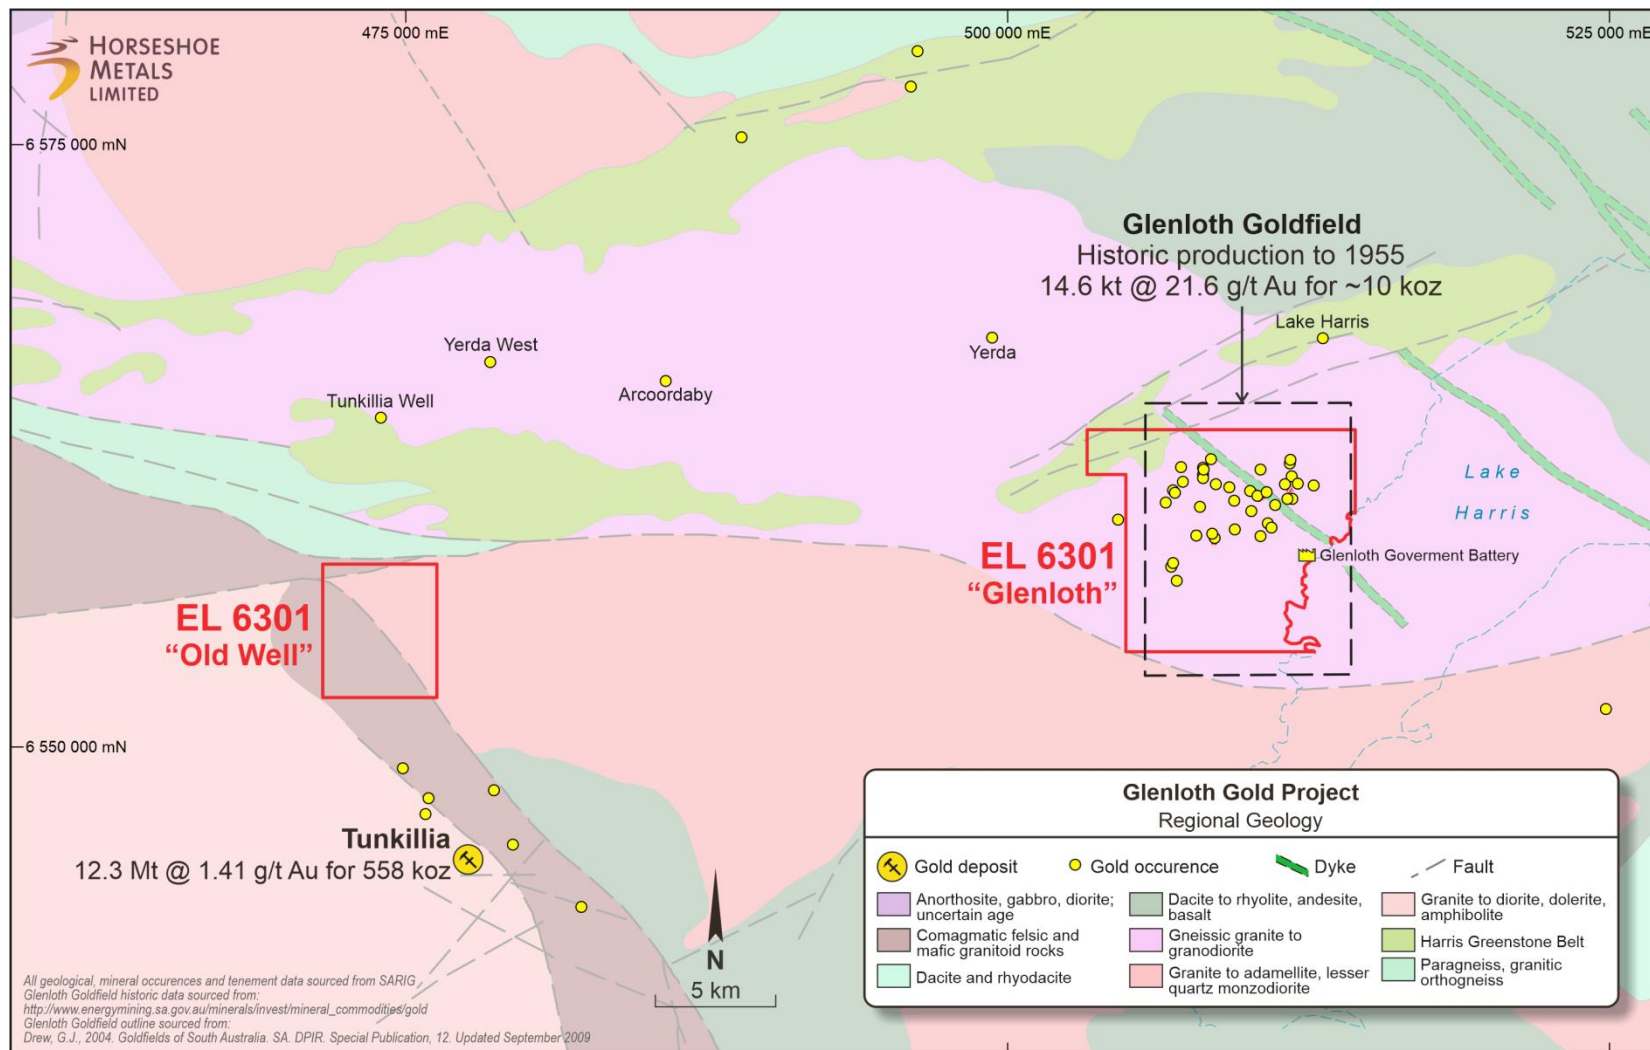 HORSESHOE
METALS
LIMITED
475 000 mE
500 000 mE
525 000 mE
6 575 000 mN
Glenloth Goldfield
Historic production to 1955
14.6 kt @ 21.6 g/t Au for ~10 koz
Lake Harris
Yerda West
Yerda
Arcoordaby
Tunkillia Well
Lake
Harris
EL 6301
“Glenloth”
Glenloth Goverment Battery
EL 6301
“Old Well”
6 550 000 mN
Tunkillia
12.3 Mt @ 1.41 g/t Au for 558 koz
N
5 km
Glenloth Gold Project
Regional Geology
Gold deposit
Gold occurence
Dyke
Fault
Anorthosite, gabbro, diorite;
uncertain age
Dacite to rhyolite, andesite,
basalt
Granite to diorite, dolerite,
amphibolite
Comagmatic felsic and
mafic granitoid rocks
Gneissic granite to
granodiorite
Harris Greenstone Belt
Dacite and rhyodacite
Granite to adamellite, lesser
quartz monzodiorite
Paragneiss, granitic
orthogneiss
All geological, mineral occurences and tenement data sourced from SARIG
Glenloth Goldfield historic data sourced from:
http://www.energymining.sa.gov.au/minerals/invest/mineral_commodities/gold
Glenloth Goldfield outline sourced from:
Drew, G.J., 2004. Goldfields of South Australia. SA. DPIR. Special Publication, 12. Updated September 2009